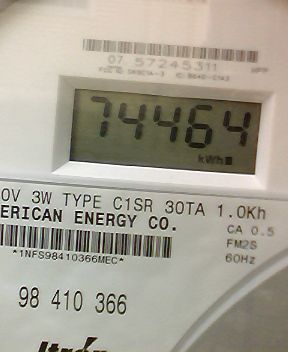 07 57245311
74464
kWh
0V 3W TYPE C1SR 30TA 1.0Kh
ERICAN ENERGY CO.
CA 0.5
FM2S
60Hz
*1NFS98410366MEC*
98 410 366
Itron